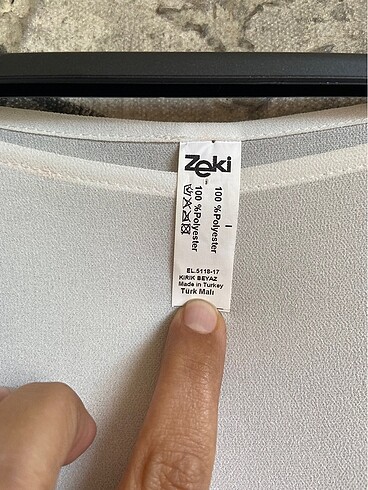 Zeki
100 %Polyester
100 %Polyester
EL.5118-17
KIRIK BEYAZ
Made in Turkey
Türk Malı